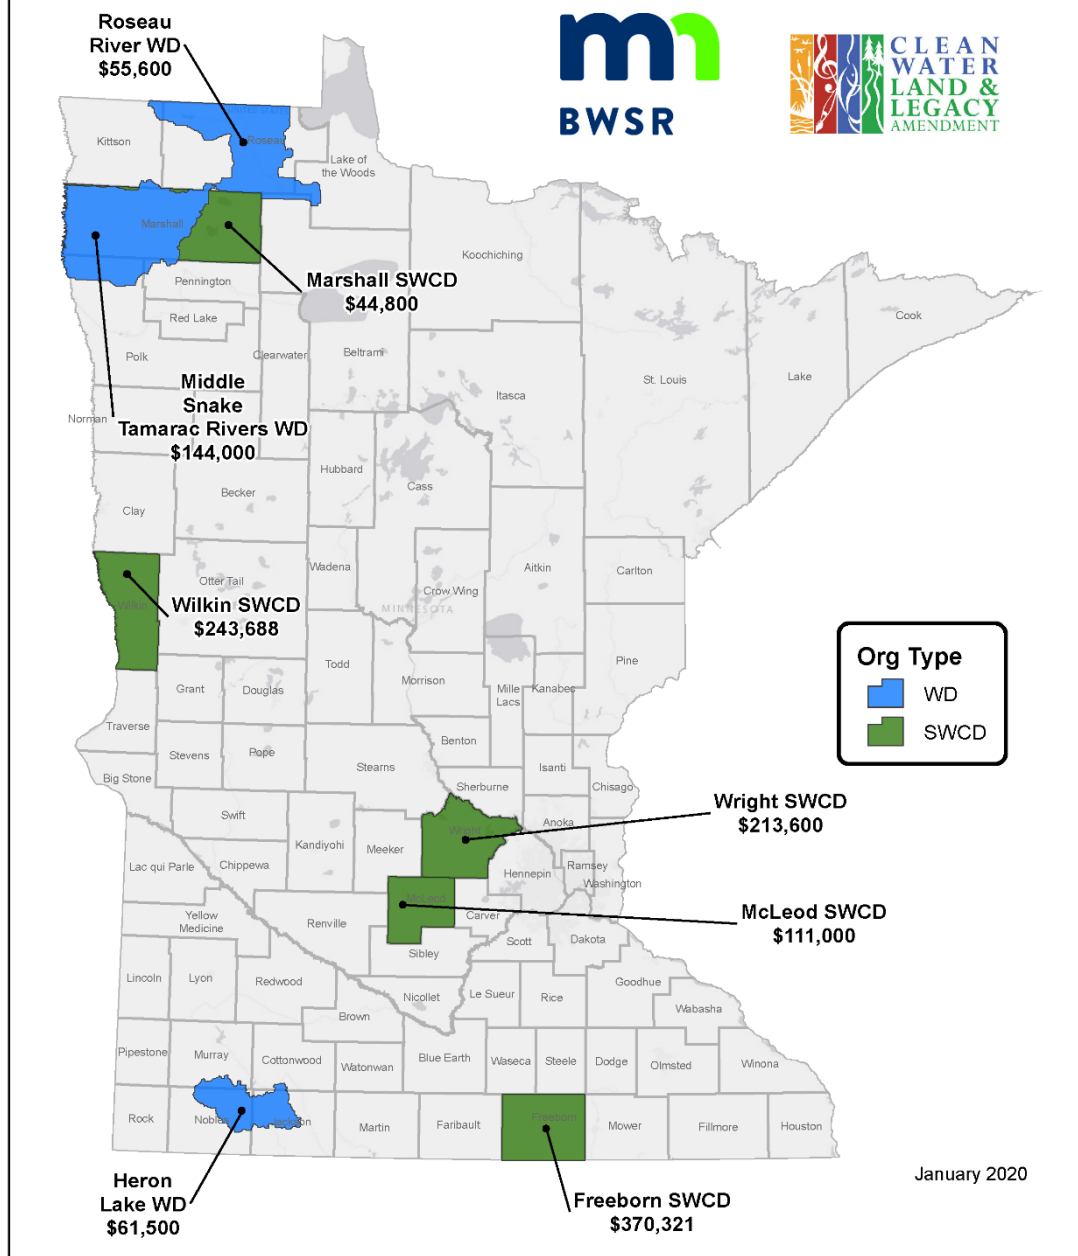 Roseau
River WD
$55,600
mn
BWSR
CLEAN
WATER
LAND &
LEGACY
AMENDMENT
Kittson
Roseau
Lake of
the Woods
Marshall
Koochiching
Marshall SWCD
$44,800
Pennington
Red Lake
Cook
Polk
Clearwater
Beltrami
St. Louis
Lake
Itasca
Middle
Snake
Tamarac Rivers WD
$144,000
Norman
Hubbard
Cass
Becker
Clay
Wadena
Aitkin
Carlton
Otter Tail
Crow Wing
MINNESOTA
Wilkin
Wilkin SWCD
$243,688
Org Type
WD
SWCD
Todd
Pine
Morrison
Grant
Douglas
Mille
Lacs
Kanabec
Traverse
Benton
Stevens
Pope
Stearns
Isanti
Big Stone
Sherburne
Chisago
Wright SWCD
$213,600
Swift
Anoka
Wright
Kandiyohi
Meeker
Lac qui Parle
Chippewa
Hennepin
Ramsey
Washington
McLeod
McLeod SWCD
$111,000
Yellow
Medicine
Renville
Carver
Scott
Dakota
Sibley
Lincoln
Lyon
Redwood
Nicollet
Le Sueur
Rice
Goodhue
Wabasha
Brown
Pipestone
Murray
Cottonwood
Watonwan
Blue Earth
Waseca
Steele
Dodge
Olmsted
Winona
Rock
Nobles
Jackson
Martin
Faribault
Freeborn
Mower
Fillmore
Houston
Heron
Lake WD
$61,500
Freeborn SWCD
$370,321
January 2020